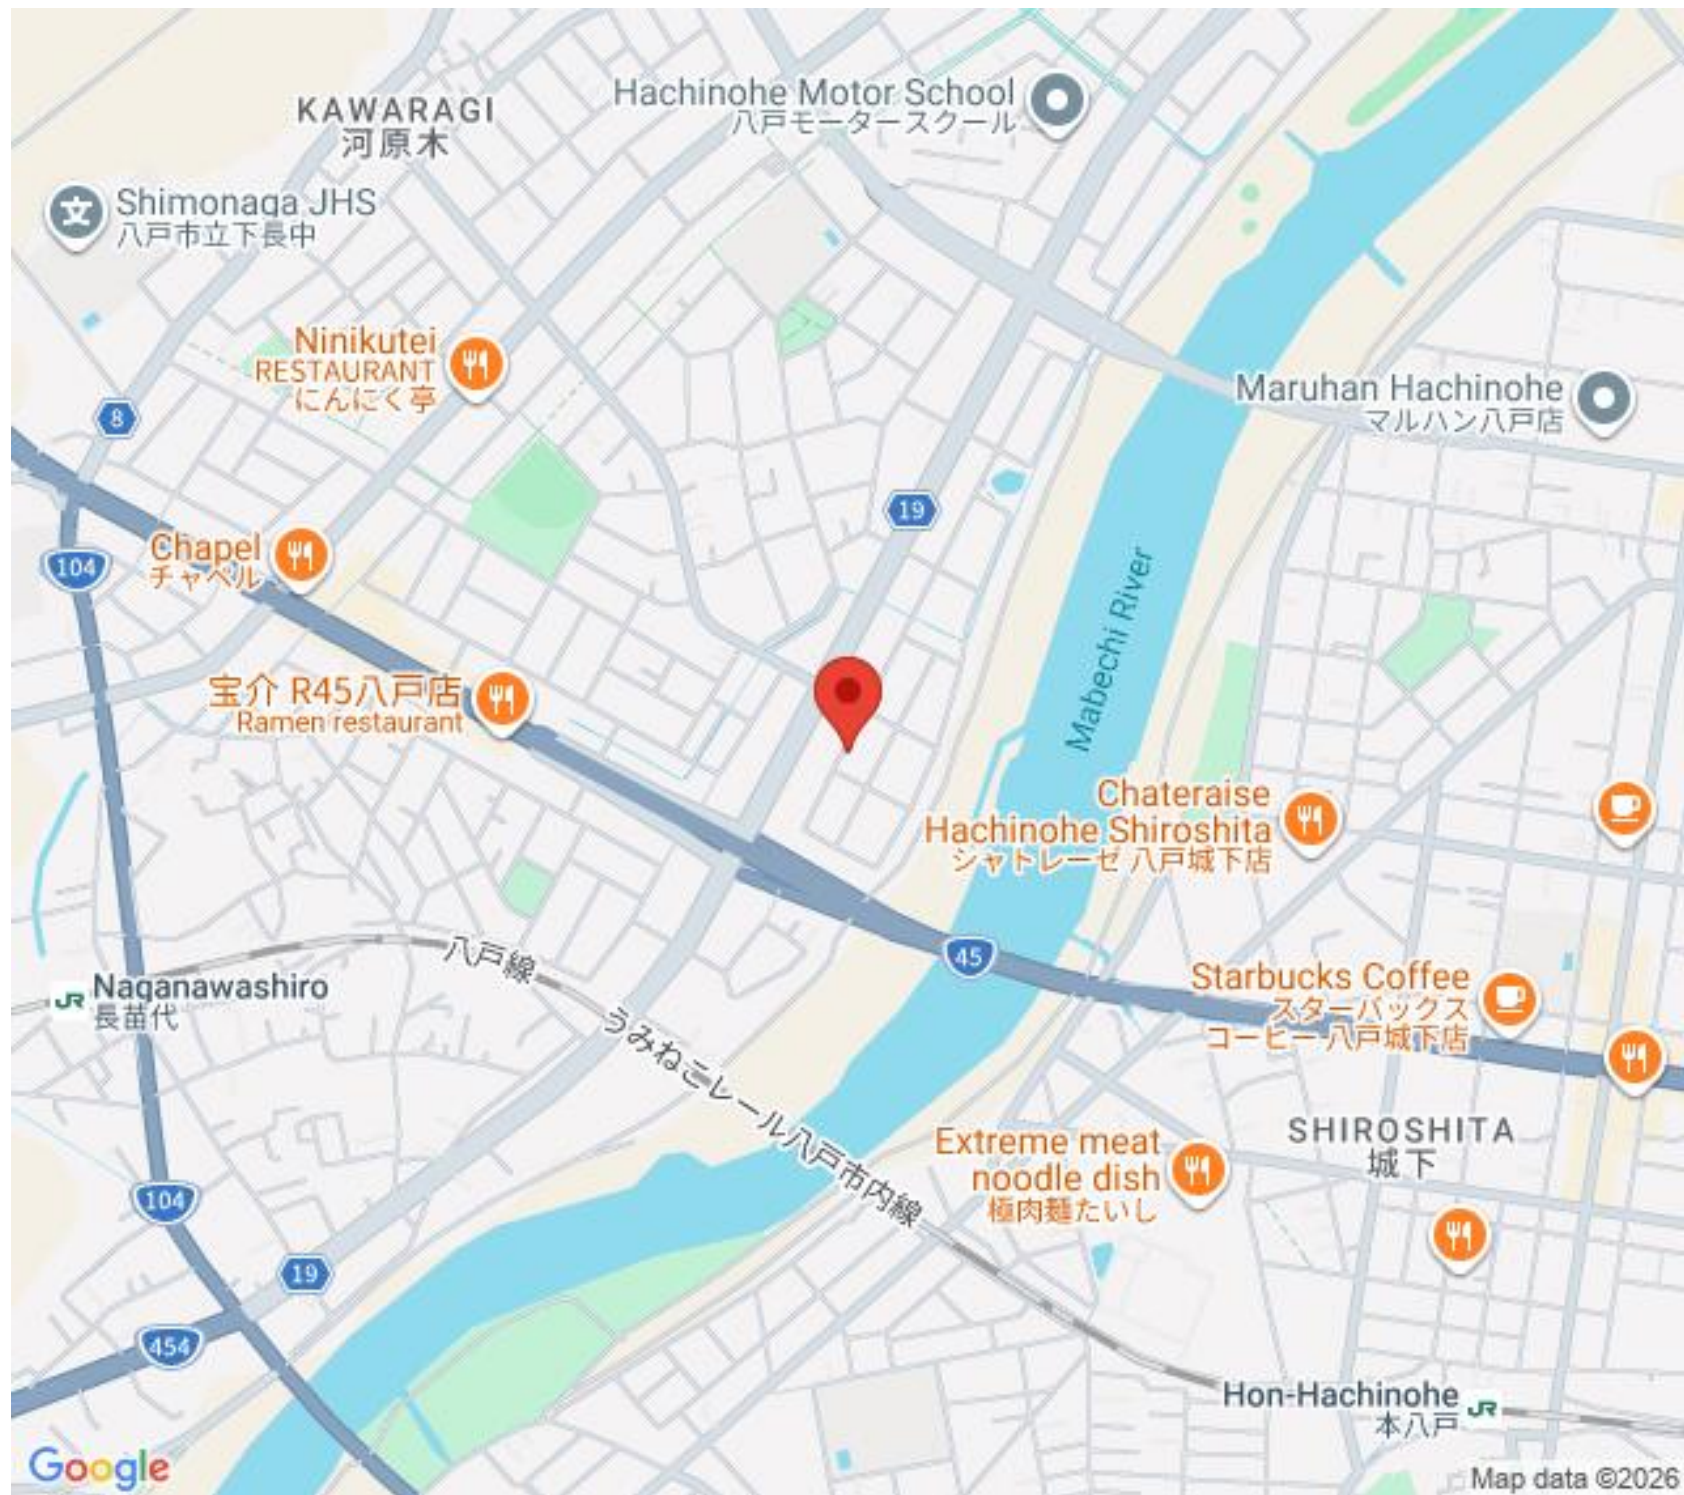 Hachinohe Motor School
八戸モータースクール
KAWARAGI
河原木
Shimonaga JHS
八戸市立下長中
Ninikutei
RESTAURANT
にんにく亭
8
Maruhan Hachinohe
マルハン八戸店
19
Chapel
チャペル
104
Mabechi River
宝介 R45八戸店
Ramen restaurant
Chateraise
Hachinohe Shiroshita
シャトレーゼ 八戸城下店
八戸線
45
JR Naganawashiro
長苗代
Starbucks Coffee
スターバックス
コーヒー 八戸城下店
うみねこレール八戸市内線
SHIROSHITA
城下
Extreme meat
noodle dish
極肉麺たいし
104
19
454
Hon-Hachinohe JR
本八戸
Google
Map data ©2026